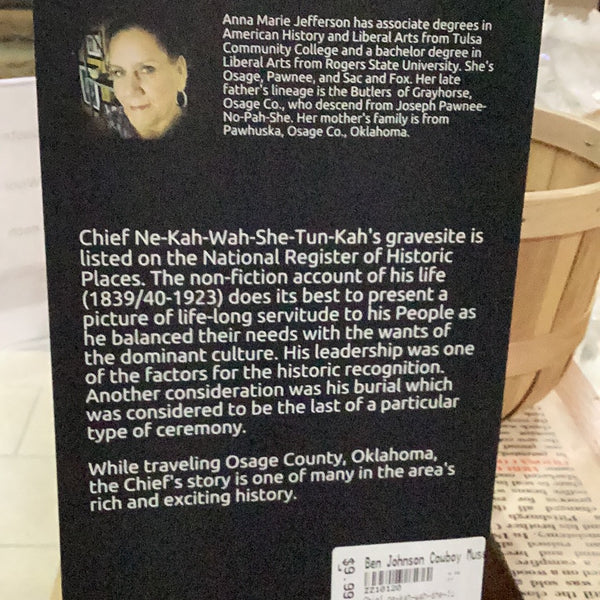 Anna Marie Jefferson has associate degrees in
American History and Liberal Arts from Tulsa
Community College and a bachelor degree in
Liberal Arts from Rogers State University. She's
Osage, Pawnee, and Sac and Fox. Her late
father's lineage is the Butlers of Grayhorse,
Osage Co., who descend from Joseph Pawnee-
No-Pah-She. Her mother's family is from
Pawhuska, Osage Co., Oklahoma.
Chief Ne-Kah-Wah-She-Tun-Kah's gravesite is
listed on the National Register of Historic
Places. The non-fiction account of his life
(1839/40-1923) does its best to present a
picture of life-long servitude to his People as
he balanced their needs with the wants of
the dominant culture. His leadership was one
of the factors for the historic recognition.
Another consideration was his burial which
was considered to be the last of a particular
type of ceremony.
While traveling Osage County, Oklahoma,
the Chief's story is one of many in the area's
rich and exciting history.
Ben Johnson Cowboy Mus
$9.99
ZZ10120